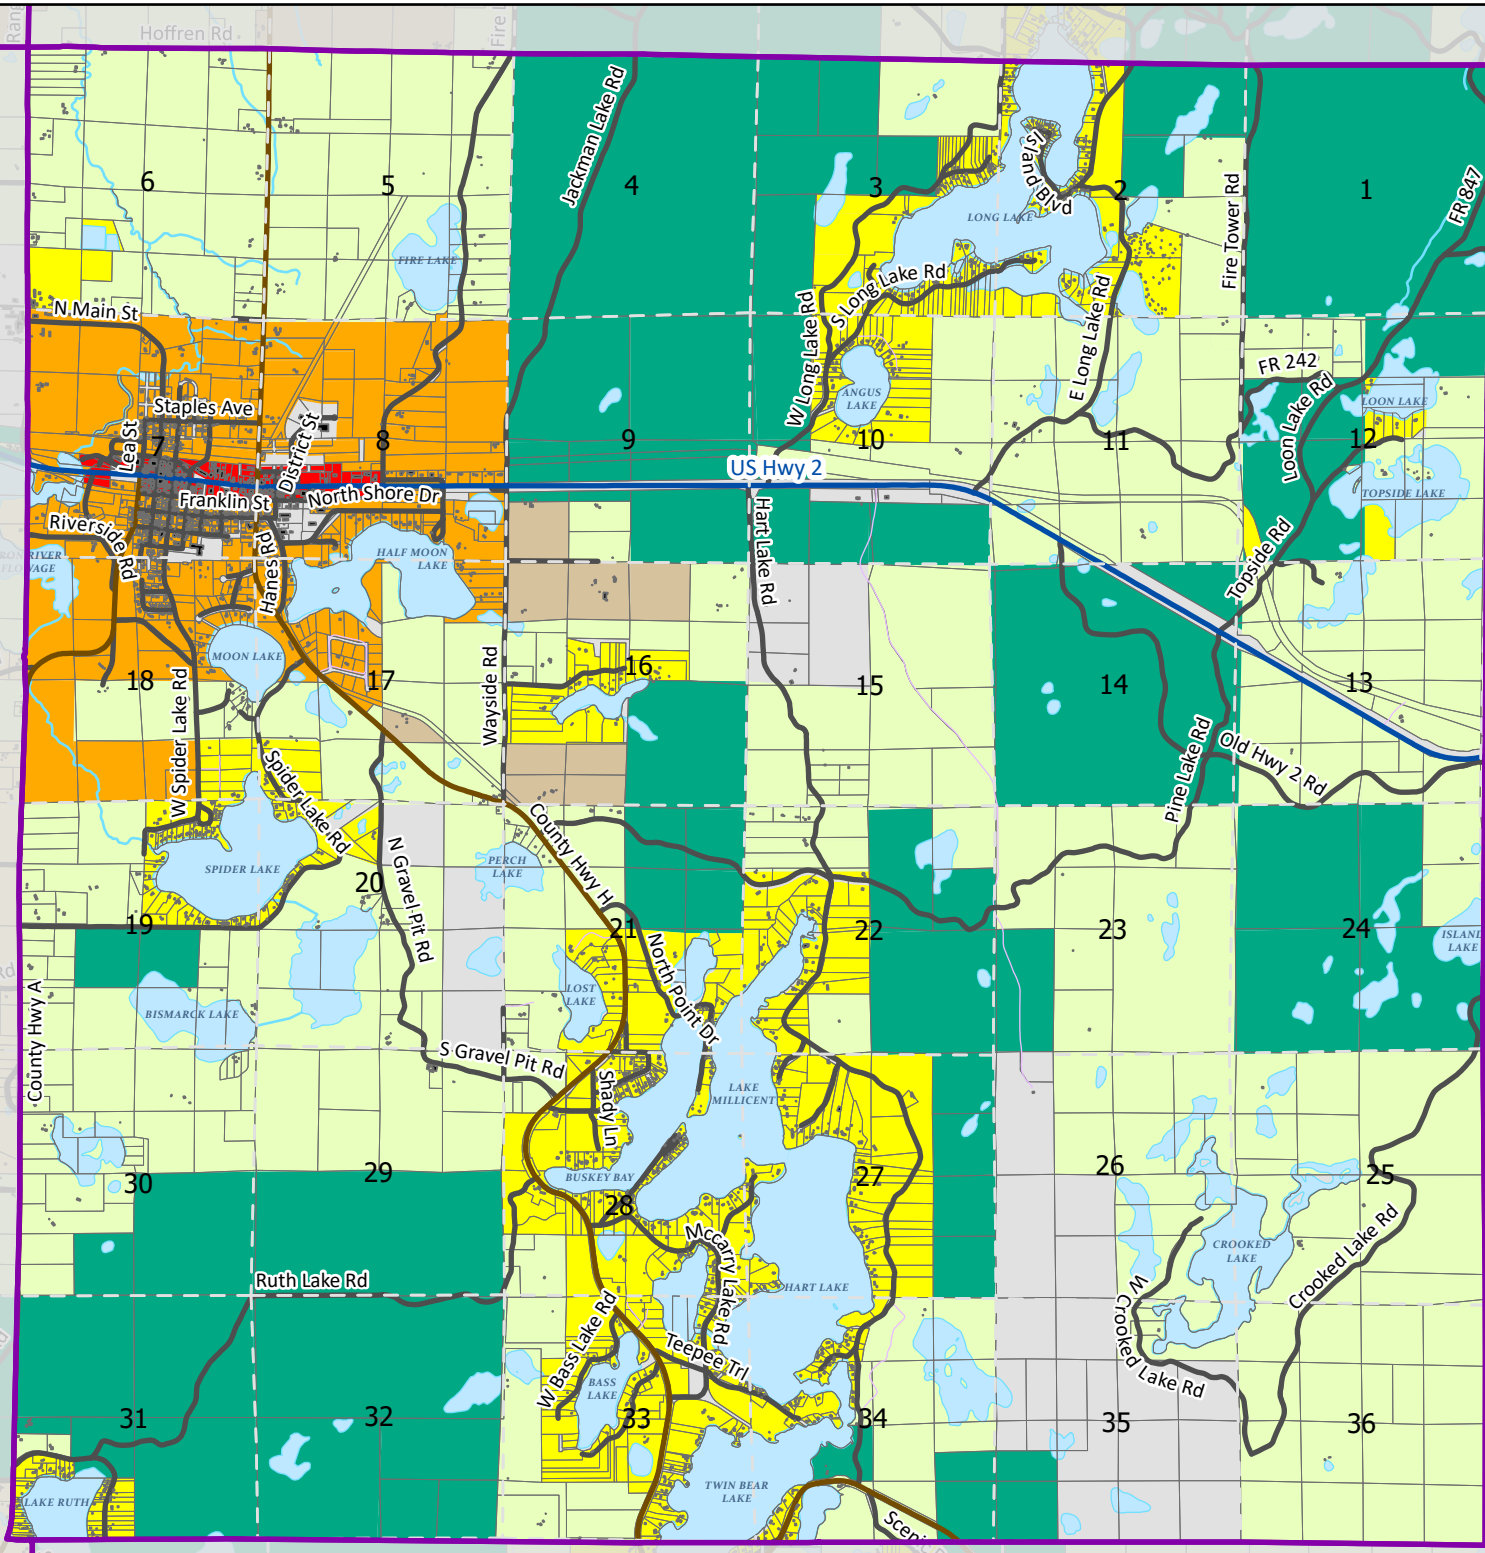 Hoffren Rd
Fire L
Rang
Jackman Lake Rd
6
5
4
3
2
1
Island Blvd
LONG LAKE
Fire Tower Rd
FR 847
FIRE LAKE
S Long Lake Rd
N Main St
W Long Lake Rd
E Long Lake Rd
FR 242
ANGUS
LAKE
Loon Lake Rd
LOON LAKE
Staples Ave
Lea St
District St
7
8
9
10
11
12
US Hwy 2
TOPSIDE LAKE
Franklin St
North Shore Dr
Riverside Rd
Hanes Rd
HALF MOON
LAKE
Hart Lake Rd
Topside Rd
RIVER
MOON LAKE
18
17
16
15
14
13
W Spider Lake Rd
Wayside Rd
Pine Lake Rd
Old Hwy 2 Rd
Spider Lake Rd
County Hwy H
N Gravel Pit Rd
SPIDER LAKE
PERCH
LAKE
19
20
21
22
23
24
ISLAND
LAKE
North Point Dr
LOST
LAKE
County Hwy A
BISMARCK LAKE
S Gravel Pit Rd
Shady Ln
LAKE
MILLICENT
30
29
28
27
26
25
BUSKEY BAY
Mccarry Lake Rd
CROOKED
LAKE
Crooked Lake Rd
W Crooked Lake Rd
Ruth Lake Rd
HART LAKE
W Bass Lake Rd
Teepee Trl
BASS
LAKE
31
32
33
34
35
36
LAKE RUTH
TWIN BEAR
LAKE
Scenic